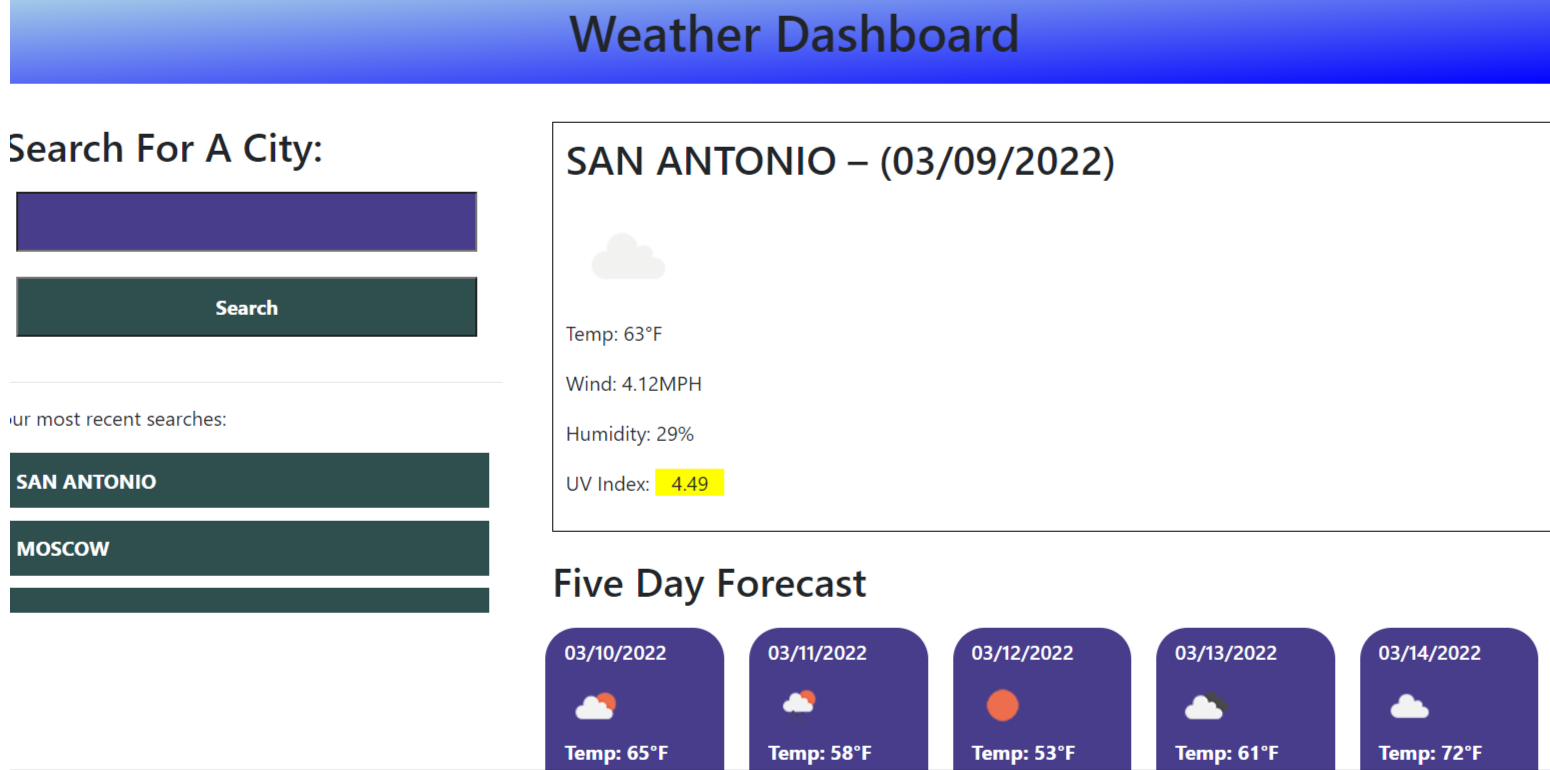 Weather Dashboard
Search For A City:
Search
ur most recent searches:
SAN ANTONIO
MOSCOW
SAN ANTONIO – (03/09/2022)
Temp: 63°F
Wind: 4.12MPH
Humidity: 29%
UV Index: 4.49
Five Day Forecast
03/10/2022
Temp: 65°F
03/11/2022
Temp: 58°F
03/12/2022
Temp: 53°F
03/13/2022
Temp: 61°F
03/14/2022
Temp: 72°F